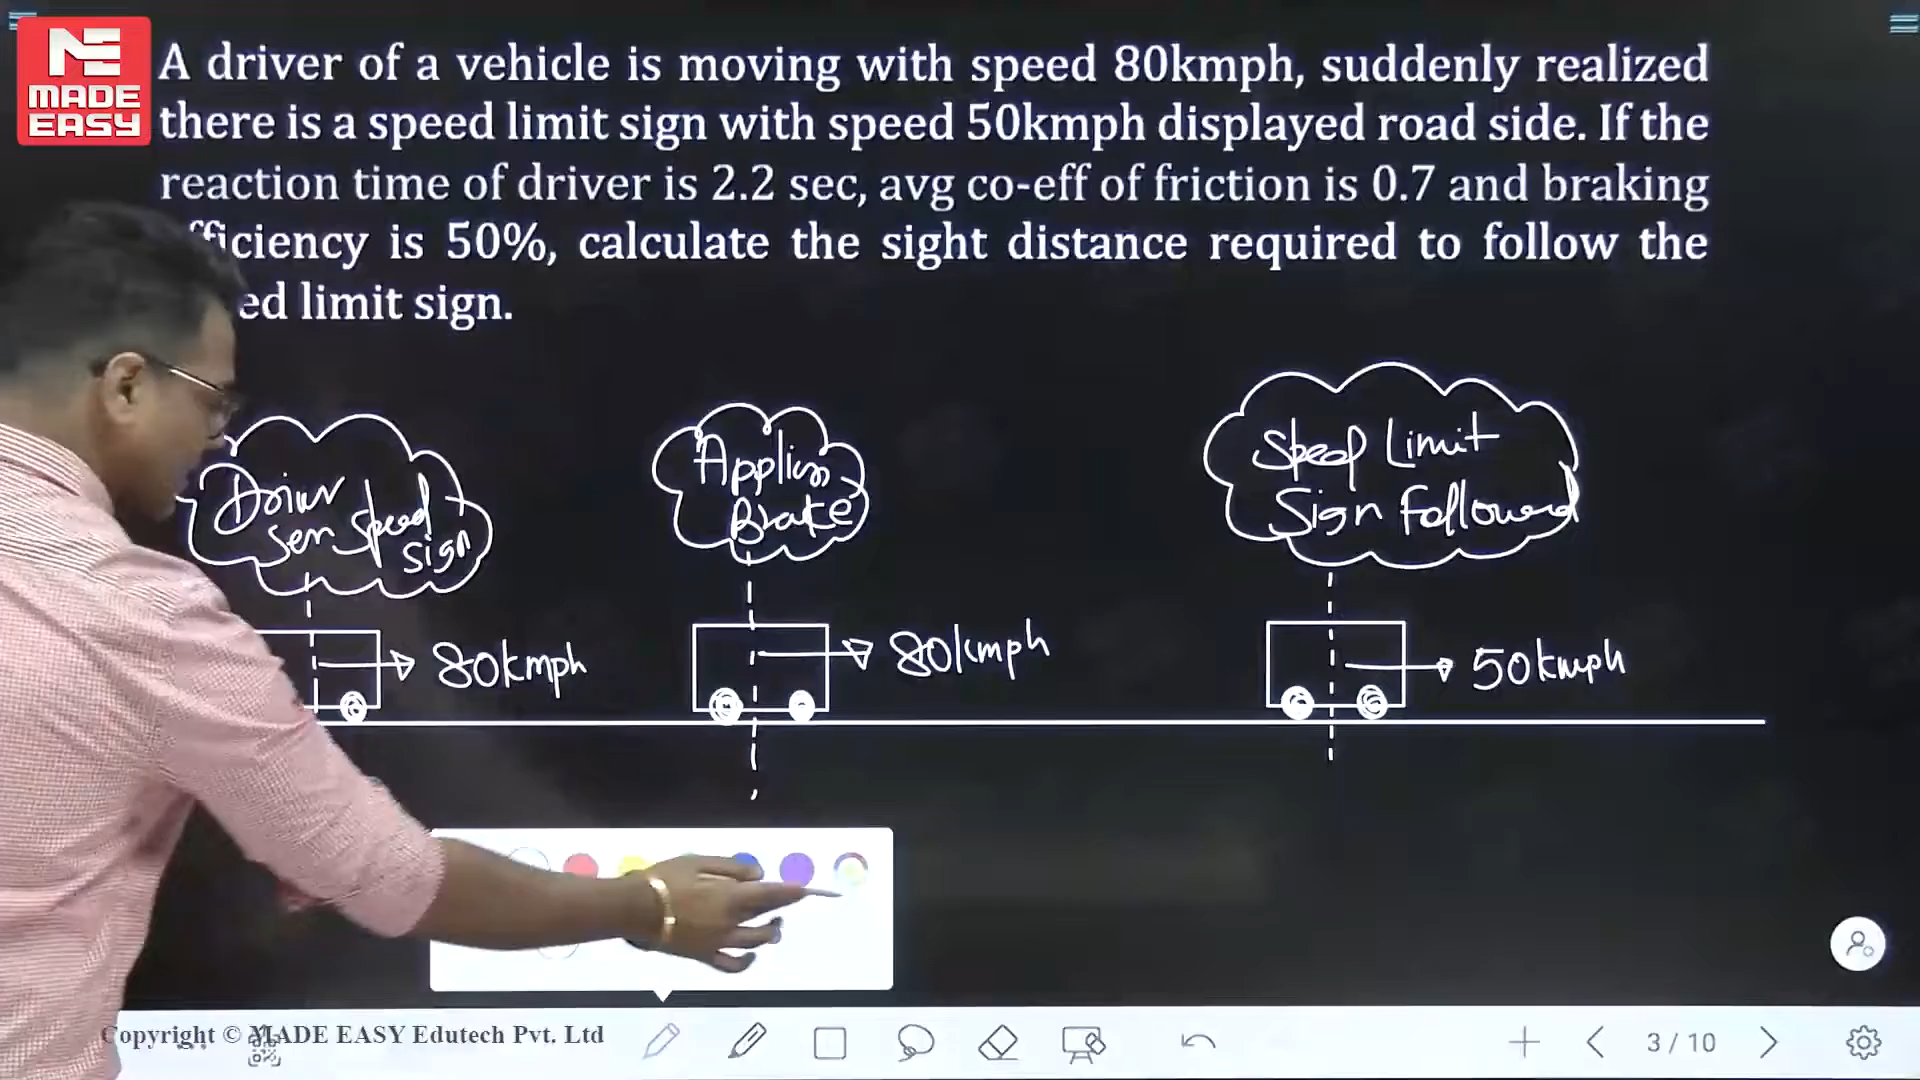 ME
MADE
EASY
A driver of a vehicle is moving with speed 80kmph, suddenly realized
there is a speed limit sign with speed 50kmph displayed road side. If the
reaction time of driver is 2.2 sec, avg co-eff of friction is 0.7 and braking
fficiency is 50%, calculate the sight distance required to follow the
ed limit sign.
Driver
seen speed
sign
Applies
Brake
Speed Limit
Sign Followed
80kmph
80kmph
50kmph
Copyright © MADE EASY Edutech Pvt. Ltd
3 / 10